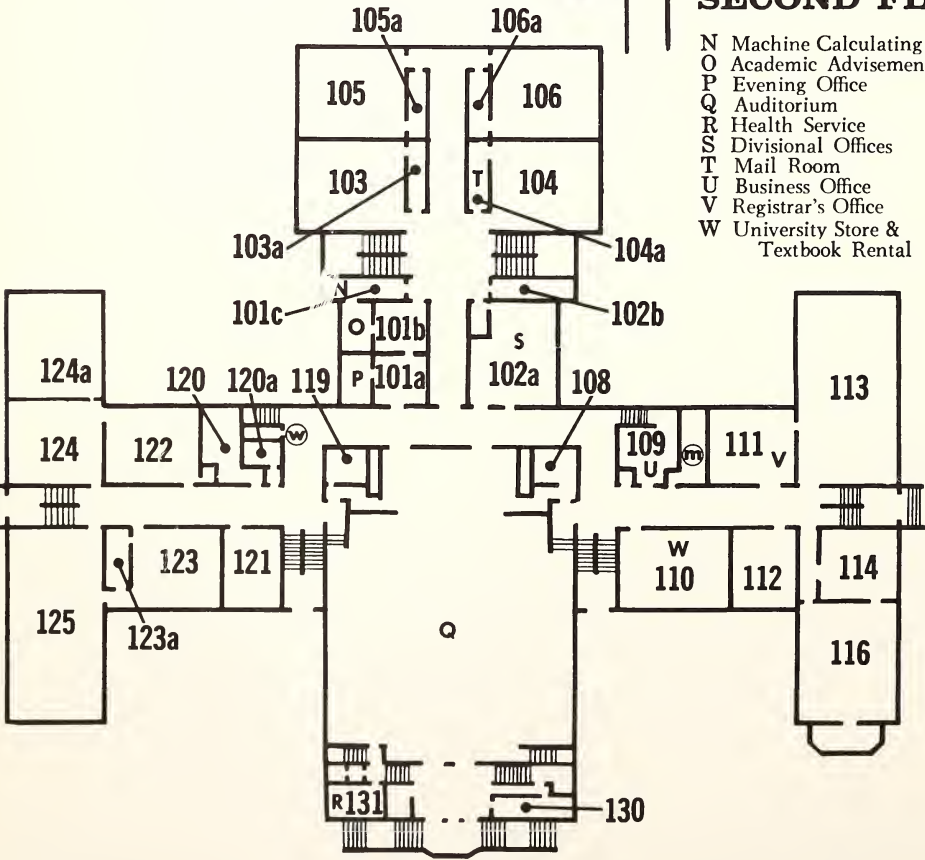 SECOND FL
N Machine Calculating
O Academic Advisemen
P Evening Office
Q Auditorium
R Health Service
S Divisional Offices
T Mail Room
U Business Office
V Registrar's Office
W University Store &
Textbook Rental
105a
106a
105
106
103
T
104
103a
104a
N
101c
102b
O
101b
S
P
101a
102a
124a
120
120a
119
108
113
124
122
w
109
U
m
111
V
123
121
W
110
112
114
125
123a
Q
116
R
131
130